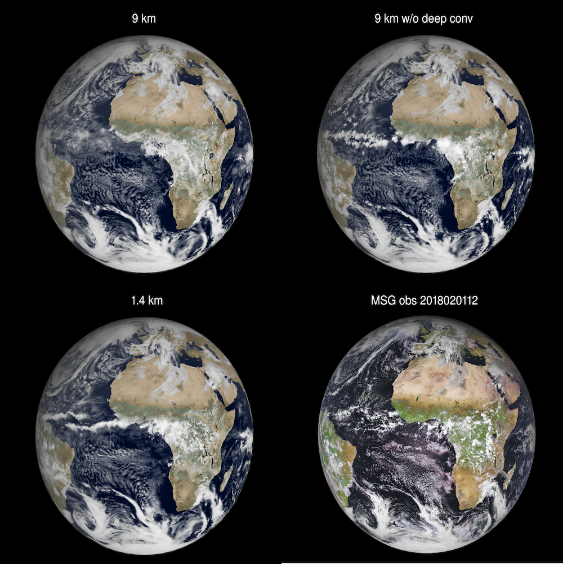 9 km
9 km w/o deep conv
1.4 km
MSG obs 2018020112